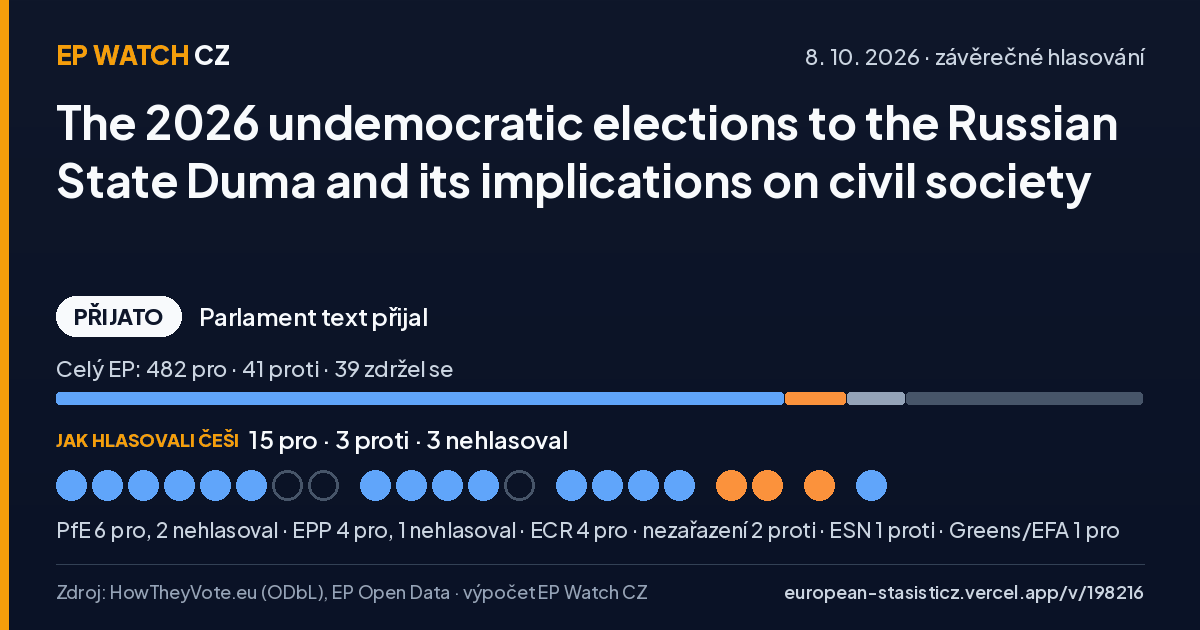 EP WATCH CZ
8. 10. 2026 · závěrečné hlasování
The 2026 undemocratic elections to the Russian
State Duma and its implications on civil society
PŘIJATO Parlament text přijal
Celý EP: 482 pro · 41 proti · 39 zdržel se
JAK HLASOVALI ČEŠI 15 pro · 3 proti · 3 nehlasoval
PfE 6 pro, 2 nehlasoval · EPP 4 pro, 1 nehlasoval · ECR 4 pro · nezařazení 2 proti · ESN 1 proti · Greens/EFA 1 pro
Zdroj: HowTheyVote.eu (ODbL), EP Open Data · výpočet EP Watch CZ
european-stasisticz.vercel.app/v/198216